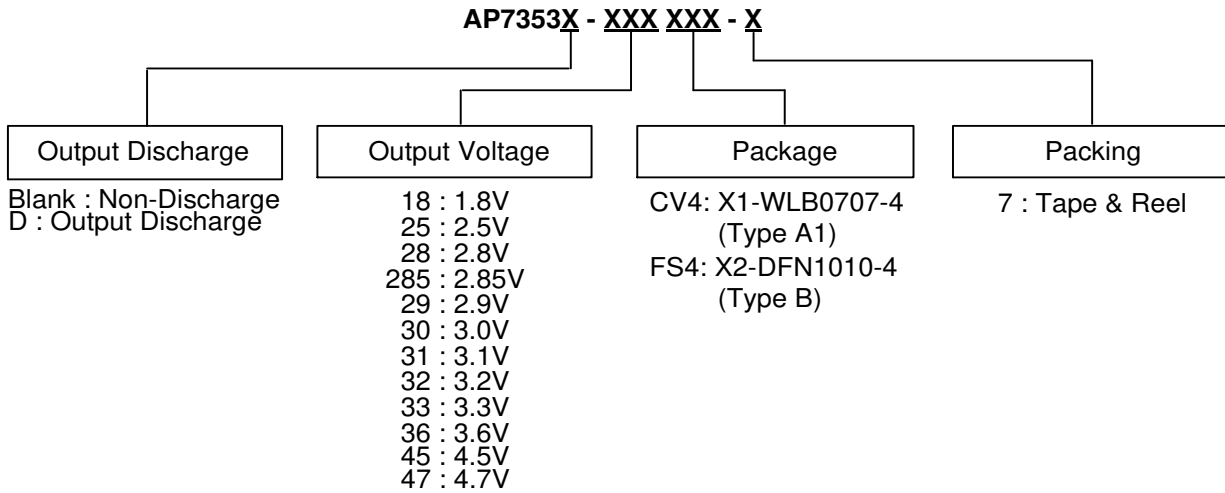 AP7353X - XXX XXX - X
Output Discharge
Blank : Non-Discharge
D : Output Discharge
Output Voltage
18 : 1.8V
25 : 2.5V
28 : 2.8V
285 : 2.85V
29 : 2.9V
30 : 3.0V
31 : 3.1V
32 : 3.2V
33 : 3.3V
36 : 3.6V
45 : 4.5V
47 : 4.7V
Package
CV4: X1-WLB0707-4
(Type A1)
FS4: X2-DFN1010-4
(Type B)
Packing
7 : Tape & Reel